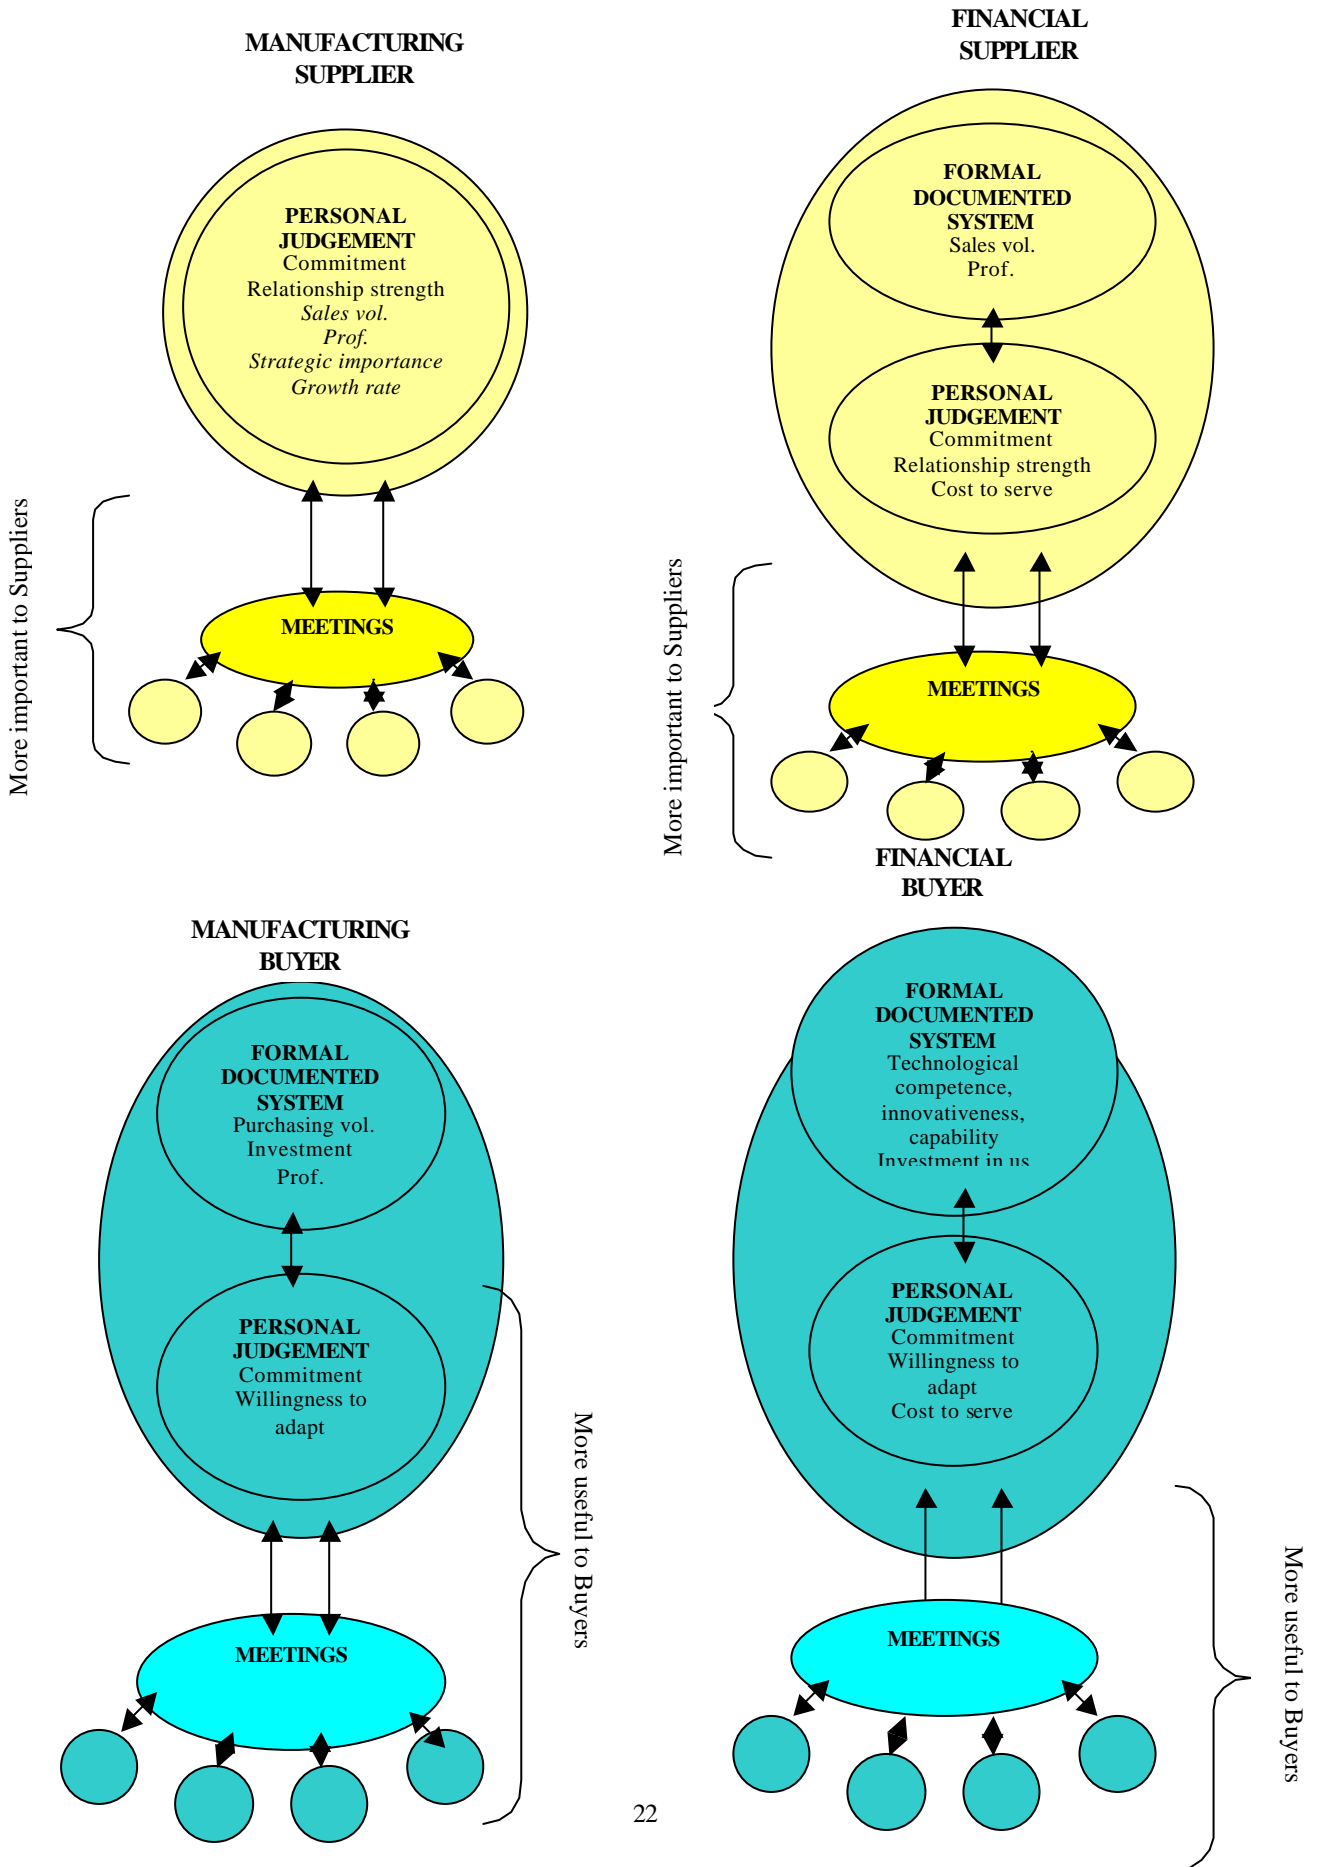 MANUFACTURING
SUPPLIER
PERSONAL
JUDGEMENT
Commitment
Relationship strength
Sales vol.
Prof.
Strategic importance
Growth rate
More important to Suppliers
MEETINGS
FINANCIAL
SUPPLIER
FORMAL
DOCUMENTED
SYSTEM
Sales vol.
Prof.
PERSONAL
JUDGEMENT
Commitment
Relationship strength
Cost to serve
More important to Suppliers
MEETINGS
MANUFACTURING
BUYER
FORMAL
DOCUMENTED
SYSTEM
Purchasing vol.
Investment
Prof.
PERSONAL
JUDGEMENT
Commitment
Willingness to
adapt
More useful to Buyers
MEETINGS
FINANCIAL
BUYER
FORMAL
DOCUMENTED
SYSTEM
Technological
competence,
innovativeness,
capability
Investment in us
PERSONAL
JUDGEMENT
Commitment
Willingness to
adapt
Cost to serve
More useful to Buyers
MEETINGS
22